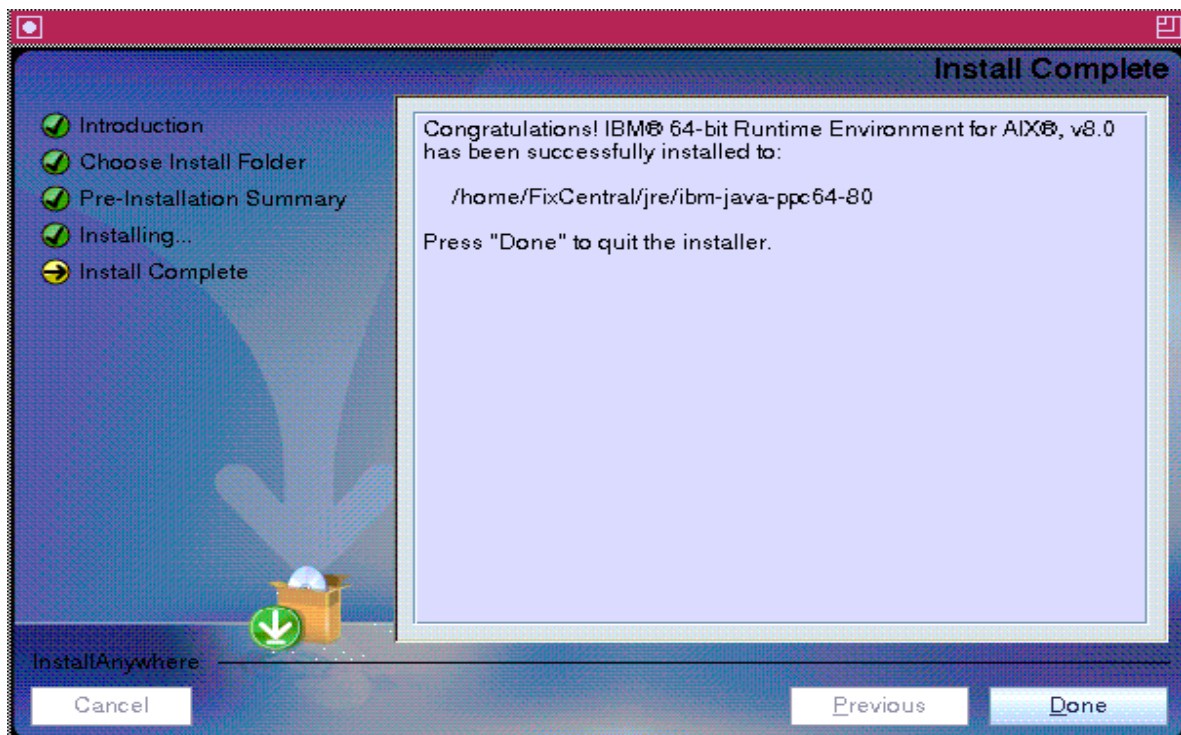 Install Complete
Introduction
Choose Install Folder
Pre-Installation Summary
Installing...
Install Complete
Congratulations! IBM® 64-bit Runtime Environment for AIX®, v8.0
has been successfully installed to:
/home/FixCentral/jre/ibm-java-ppc64-80
Press "Done" to quit the installer.
InstallAnywhere
Cancel
Previous
Done